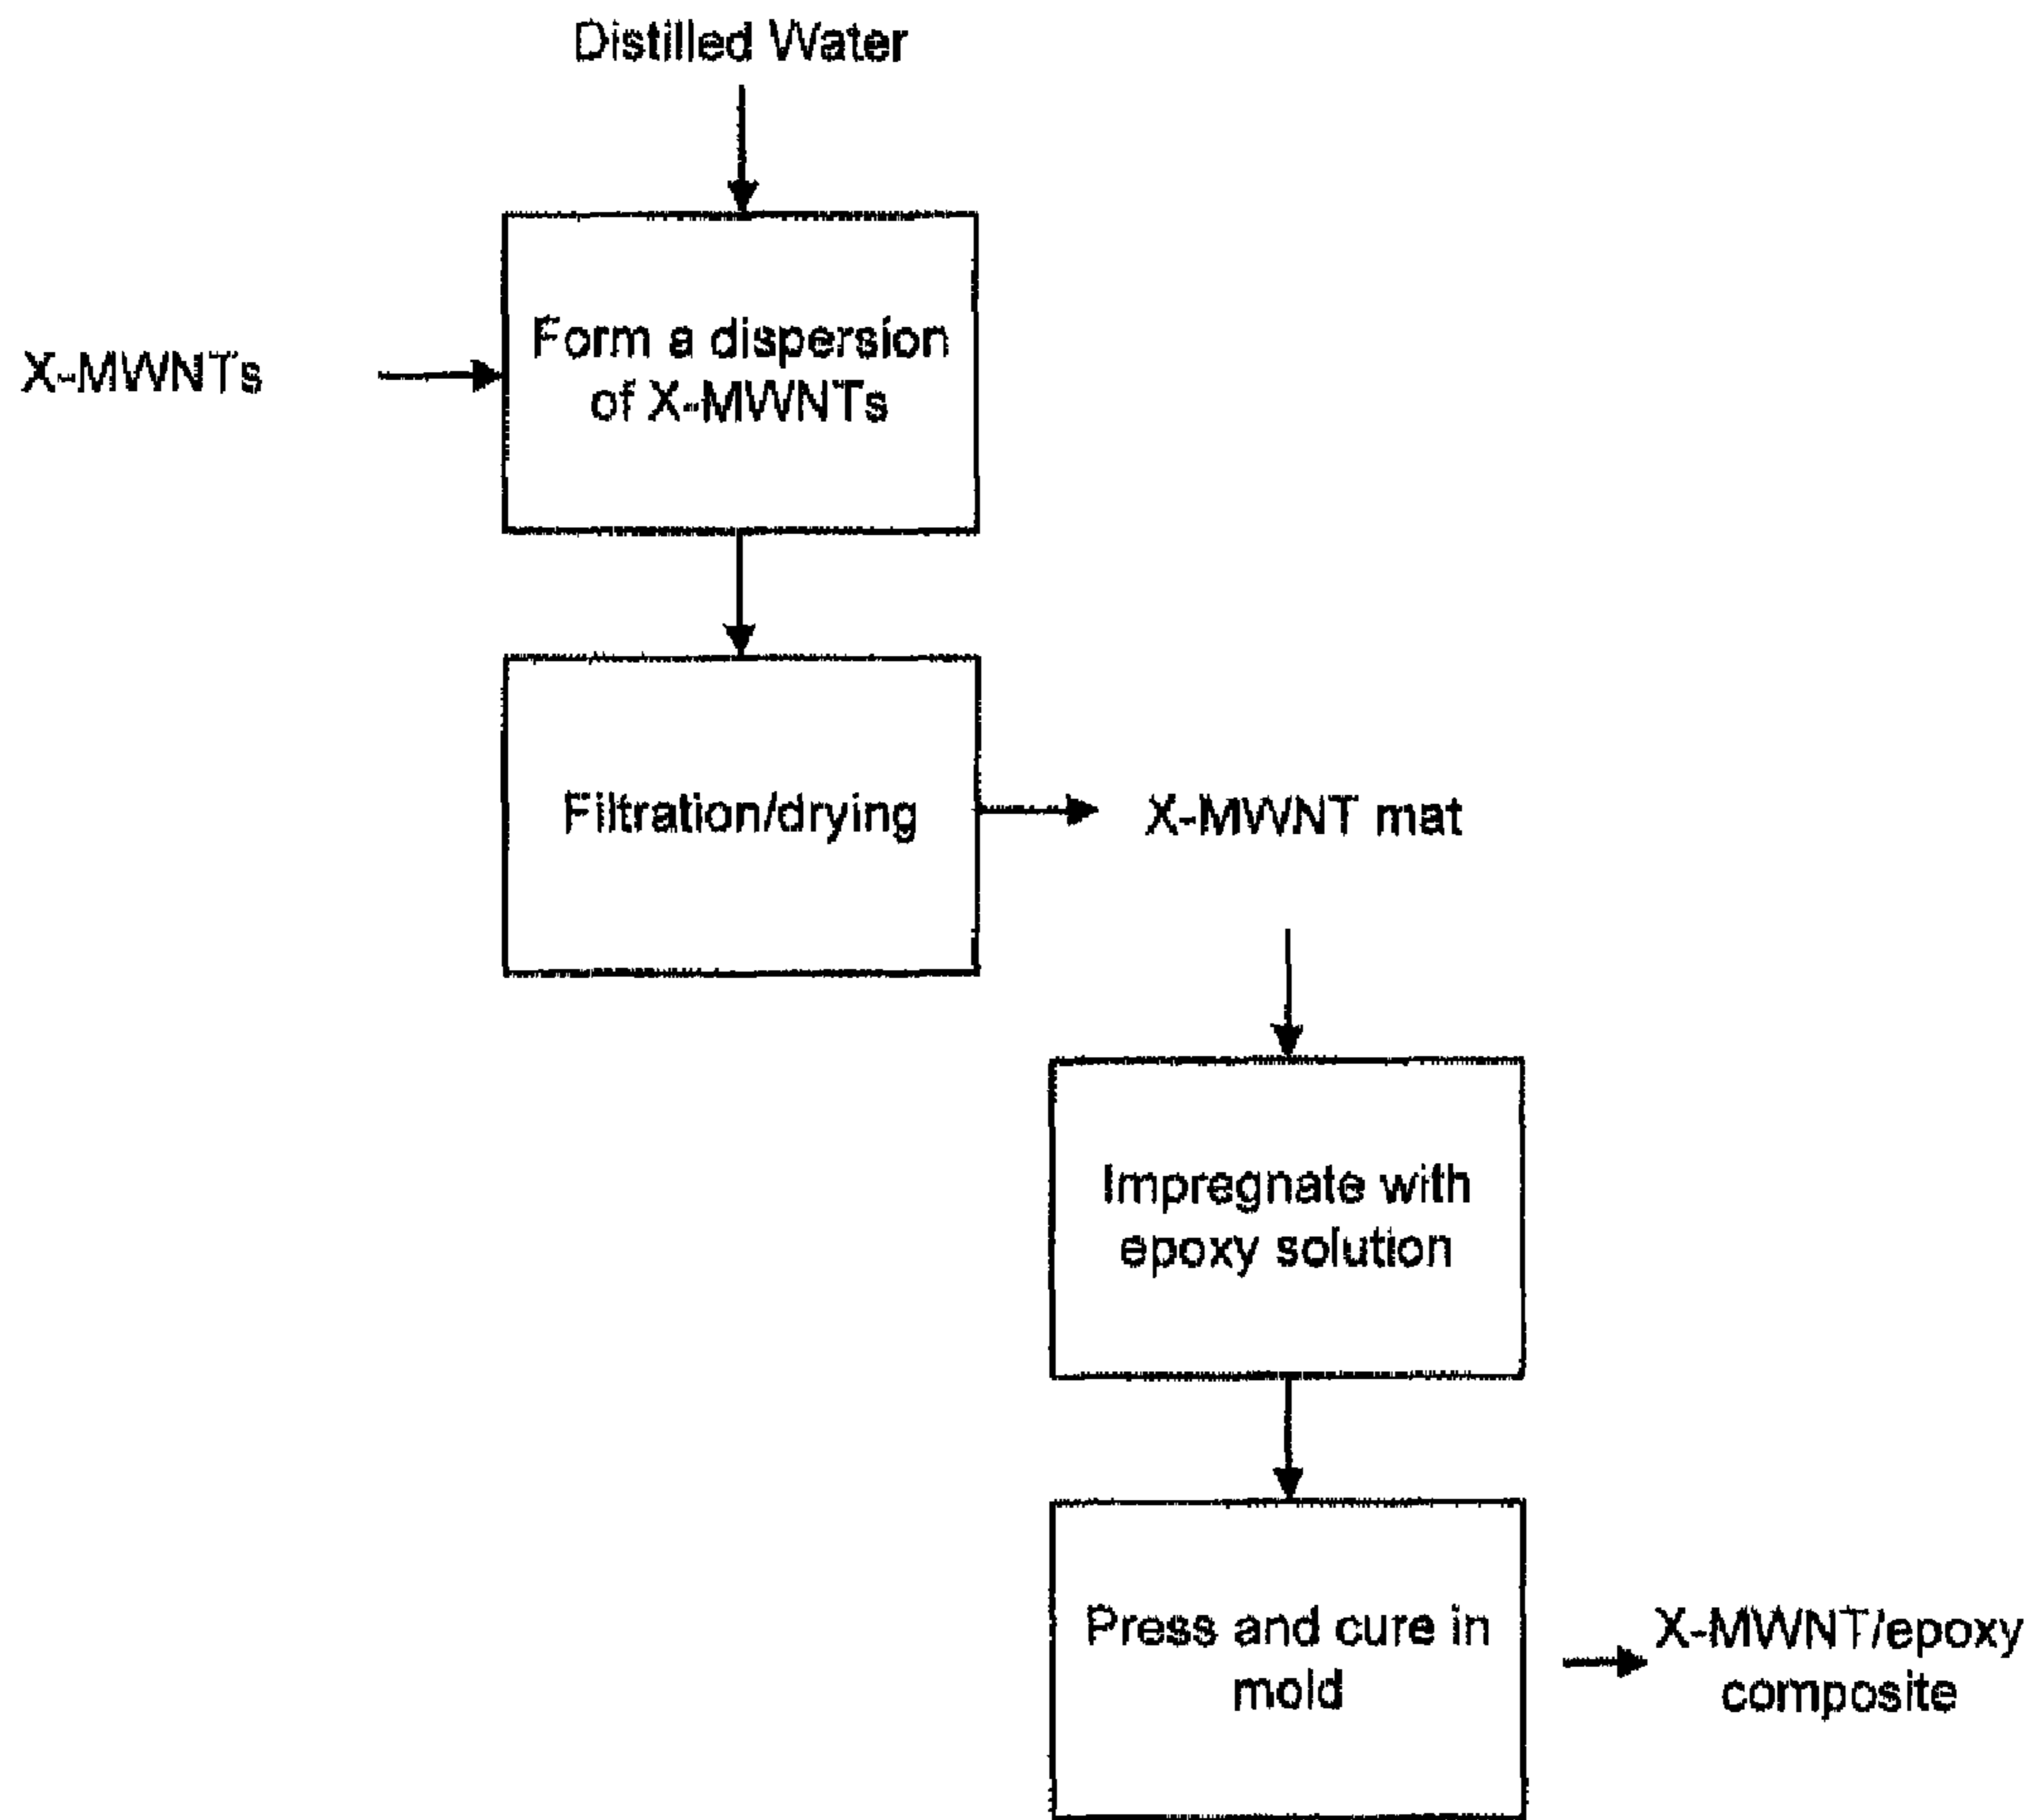 Distilled Water
X-MWNTs
Form a dispersion
of X-MWNTs
Filtration/drying
X-MWNT mat
Impregnate with
epoxy solution
Press and cure in
mold
X-MWNT/epoxy
composite